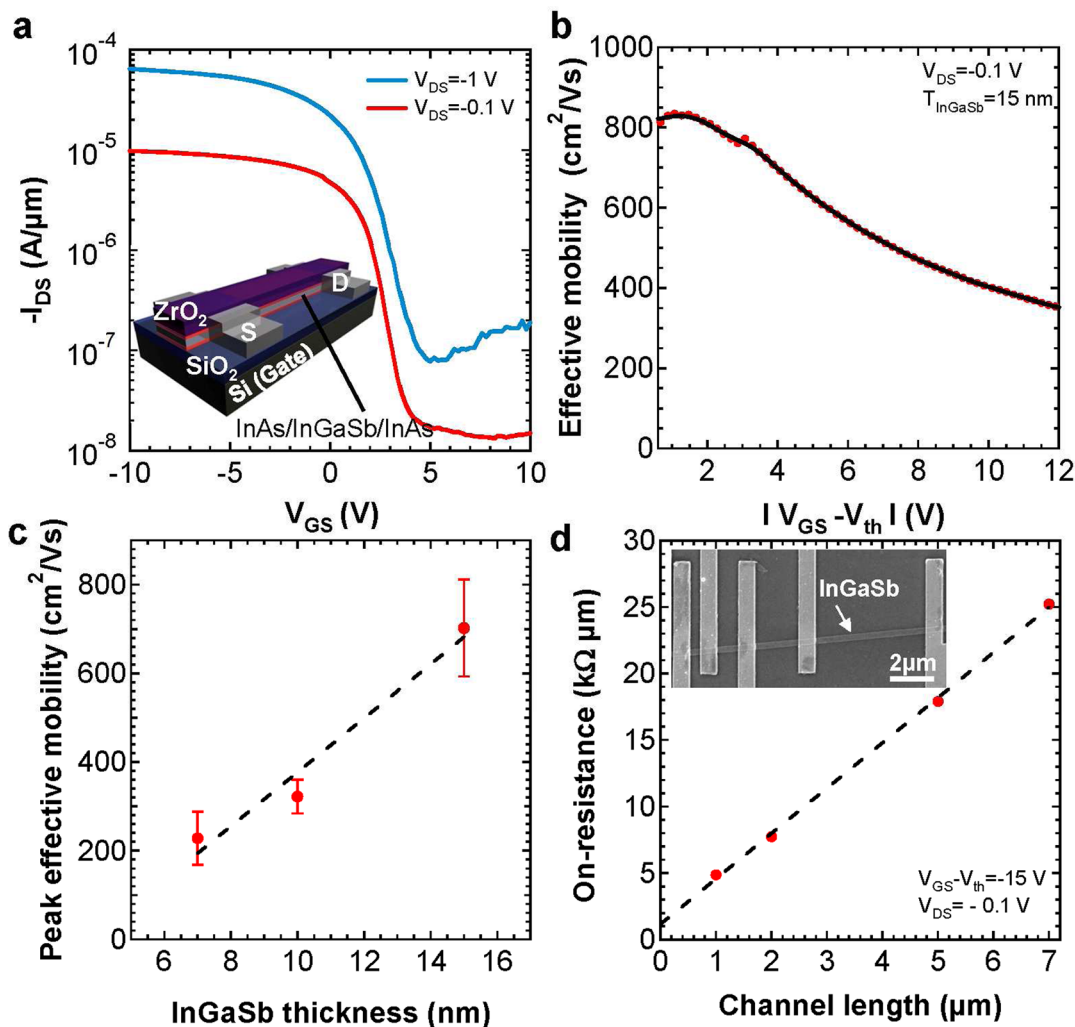 a
-I_DS (A/µm)
10^-4
10^-5
10^-6
10^-7
10^-8
V_DS=-1 V
V_DS=-0.1 V
ZrO₂
S
D
SiO₂
Si (Gate)
InAs/InGaSb/InAs
-10 -5 0 5 10
V_GS (V)
b
Effective mobility (cm²/Vs)
1000
800
600
400
200
0
V_DS=-0.1 V
T_InGaSb=15 nm
2 4 6 8 10 12
I V_GS -V_th I (V)
c
Peak effective mobility (cm²/Vs)
800
600
400
200
0
6 8 10 12 14 16
InGaSb thickness (nm)
d
On-resistance (kΩ µm)
30
25
20
15
10
5
0
InGaSb
2µm
V_GS-V_th=-15 V
V_DS= - 0.1 V
0 1 2 3 4 5 6 7
Channel length (µm)